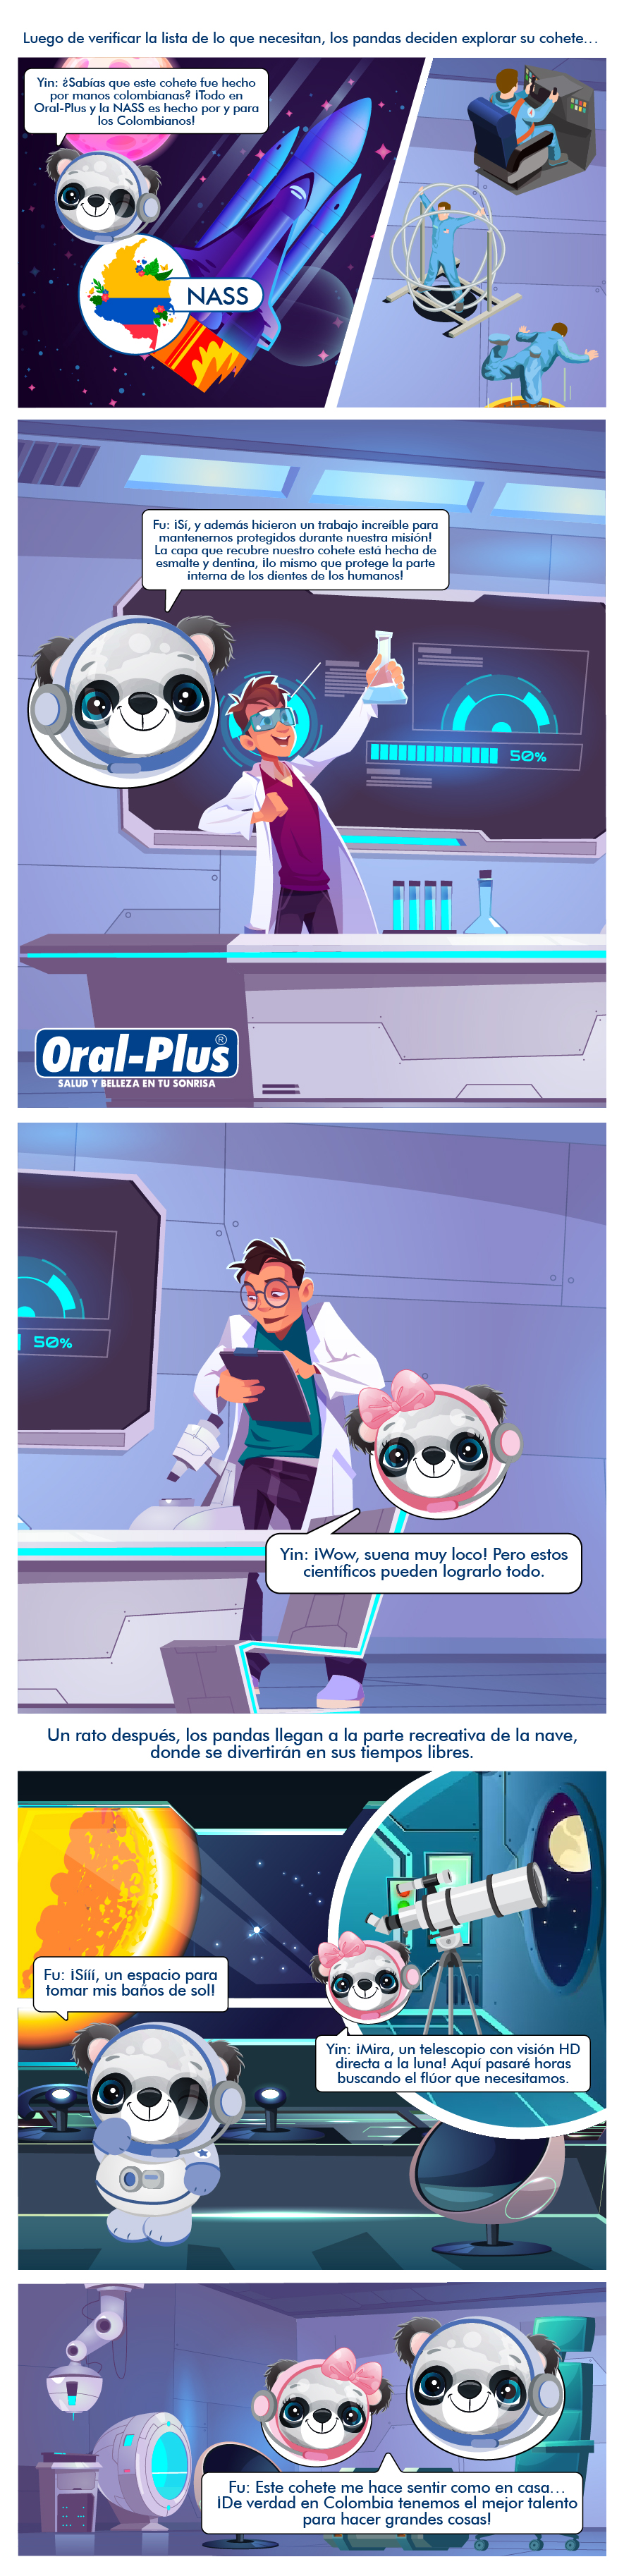 Luego de verificar la lista de lo que necesitan, los pandas deciden explorar su cohete...
Yin: ¿Sabías que este cohete fue hecho
por manos colombianas? ¡Todo en
Oral-Plus y la NASS es hecho por y para
los Colombianos!
NASS
Fu: ¡Sí, y además hicieron un trabajo increíble para
mantenernos protegidos durante nuestra misión!
La capa que recubre nuestro cohete está hecha de
esmalte y dentina, ¡lo mismo que protege la parte
interna de los dientes de los humanos!
50%
Oral-Plus®
SALUD Y BELLEZA EN TU SONRISA
50%
Yin: ¡Wow, suena muy loco! Pero estos
científicos pueden lograrlo todo.
Un rato después, los pandas llegan a la parte recreativa de la nave,
donde se divertirán en sus tiempos libres.
Fu: ¡Sííí, un espacio para
tomar mis baños de sol!
Yin: ¡Mira, un telescopio con visión HD
directa a la luna! Aquí pasaré horas
buscando el flúor que necesitamos.
Fu: Este cohete me hace sentir como en casa...
¡De verdad en Colombia tenemos el mejor talento
para hacer grandes cosas!